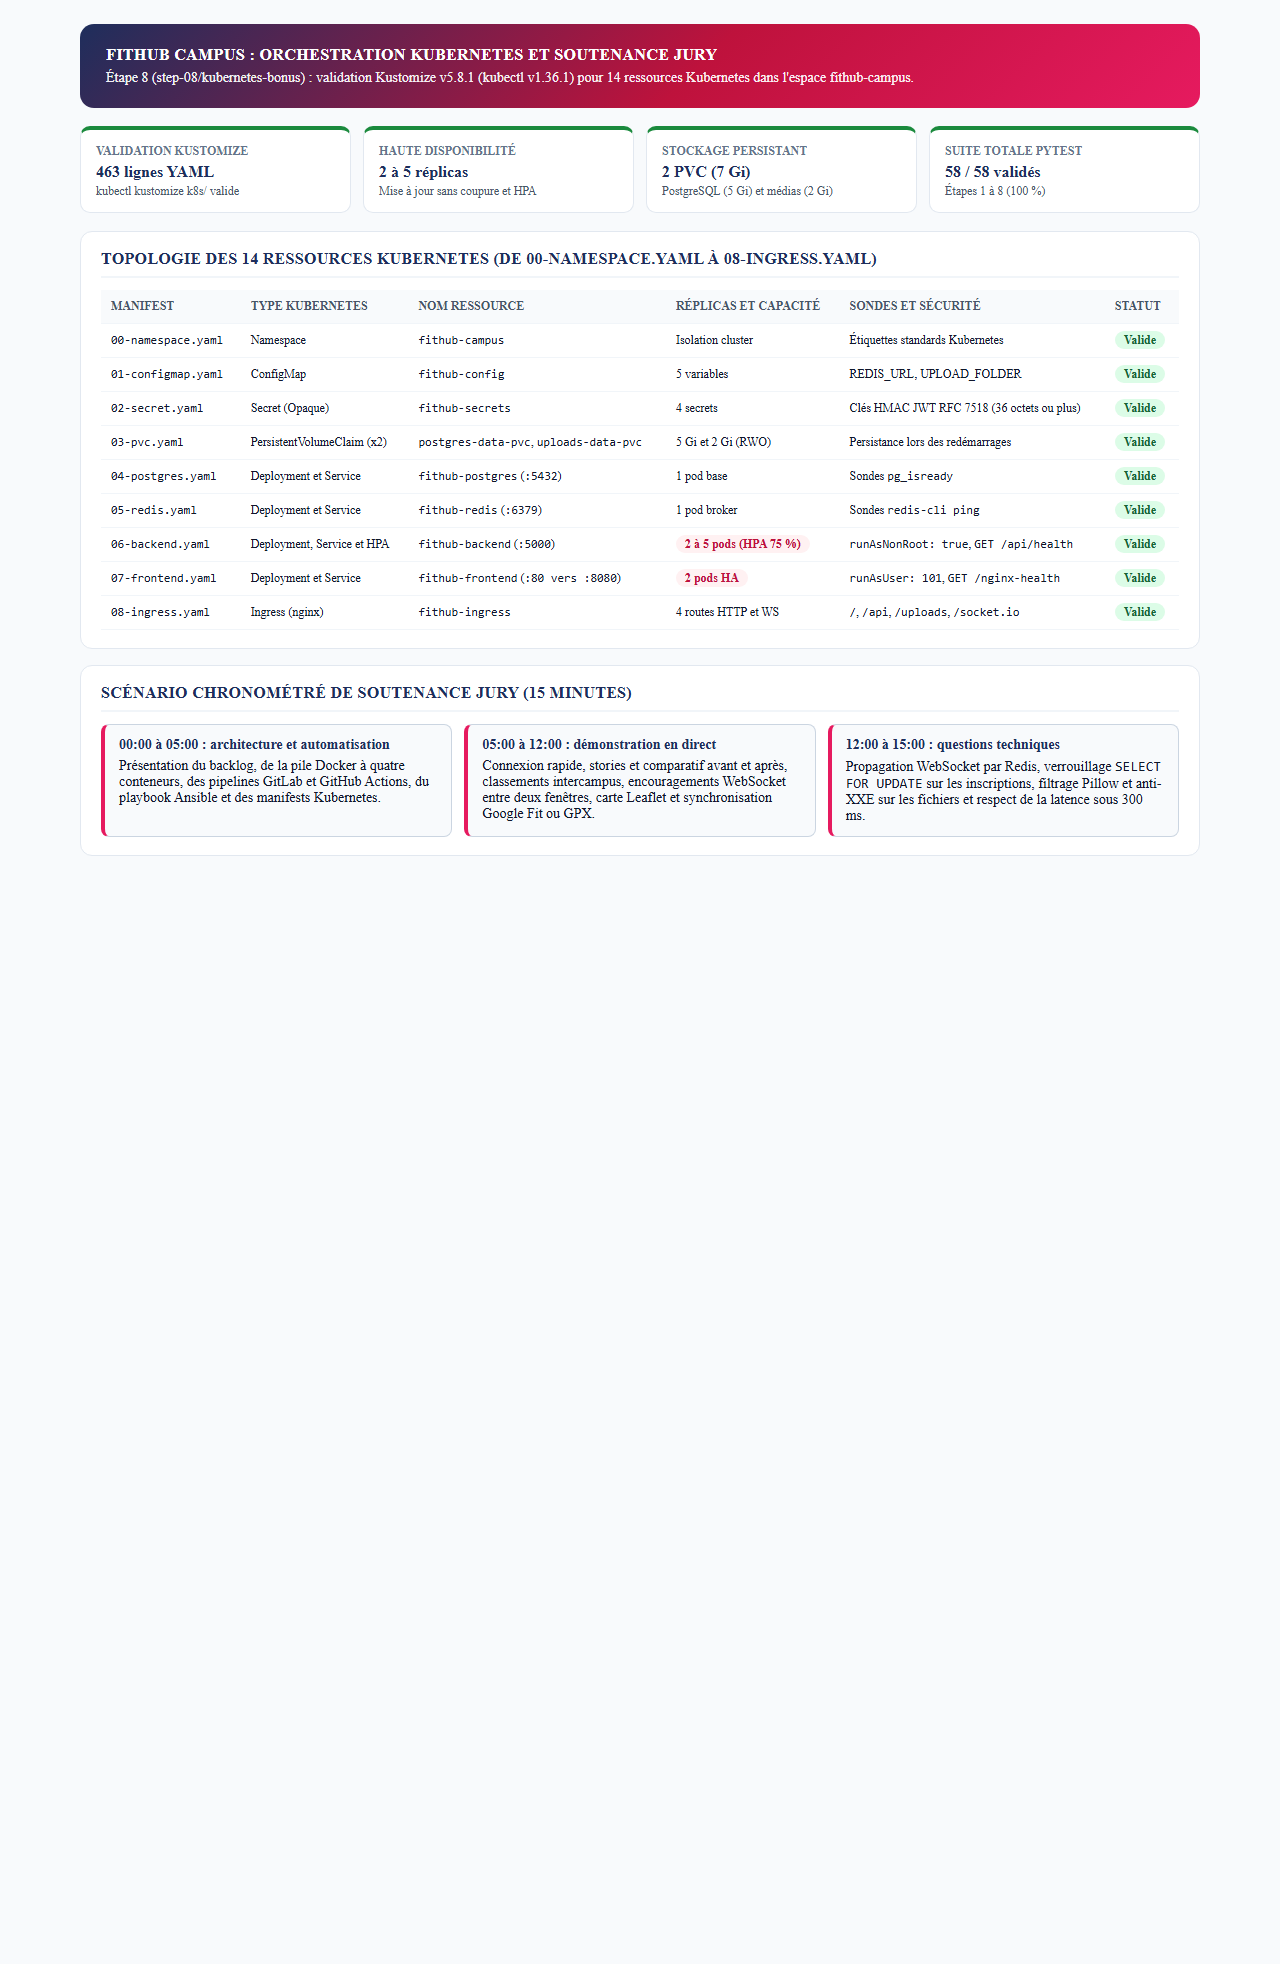 FITHUB CAMPUS : ORCHESTRATION KUBERNETES ET SOUTENANCE JURY
Étape 8 (step-08/kubernetes-bonus) : validation Kustomize v5.8.1 (kubectl v1.36.1) pour 14 ressources Kubernetes dans l'espace fithub-campus.
VALIDATION KUSTOMIZE
463 lignes YAML
kubectl kustomize k8s/ valide
HAUTE DISPONIBILITÉ
2 à 5 réplicas
Mise à jour sans coupure et HPA
STOCKAGE PERSISTANT
2 PVC (7 Gi)
PostgreSQL (5 Gi) et médias (2 Gi)
SUITE TOTALE PYTEST
58 / 58 validés
Étapes 1 à 8 (100 %)
TOPOLOGIE DES 14 RESSOURCES KUBERNETES (DE 00-NAMESPACE.YAML À 08-INGRESS.YAML)
MANIFEST TYPE KUBERNETES NOM RESSOURCE RÉPLICAS ET CAPACITÉ SONDES ET SÉCURITÉ STATUT
00-namespace.yaml Namespace fithub-campus Isolation cluster Étiquettes standards Kubernetes Valide
01-configmap.yaml ConfigMap fithub-config 5 variables REDIS_URL, UPLOAD_FOLDER Valide
02-secret.yaml Secret (Opaque) fithub-secrets 4 secrets Clés HMAC JWT RFC 7518 (36 octets ou plus) Valide
03-pvc.yaml PersistentVolumeClaim (x2) postgres-data-pvc, uploads-data-pvc 5 Gi et 2 Gi (RWO) Persistance lors des redémarrages Valide
04-postgres.yaml Deployment et Service fithub-postgres (:5432) 1 pod base Sondes pg_isready Valide
05-redis.yaml Deployment et Service fithub-redis (:6379) 1 pod broker Sondes redis-cli ping Valide
06-backend.yaml Deployment, Service et HPA fithub-backend (:5000) 2 à 5 pods (HPA 75 %) runAsNonRoot: true, GET /api/health Valide
07-frontend.yaml Deployment et Service fithub-frontend (:80 vers :8080) 2 pods HA runAsUser: 101, GET /nginx-health Valide
08-ingress.yaml Ingress (nginx) fithub-ingress 4 routes HTTP et WS /, /api, /uploads, /socket.io Valide
SCÉNARIO CHRONOMÉTRÉ DE SOUTENANCE JURY (15 MINUTES)
00:00 à 05:00 : architecture et automatisation
Présentation du backlog, de la pile Docker à quatre
conteneurs, des pipelines GitLab et GitHub Actions, du
playbook Ansible et des manifests Kubernetes.
05:00 à 12:00 : démonstration en direct
Connexion rapide, stories et comparatif avant et après,
classements intercampus, encouragements WebSocket
entre deux fenêtres, carte Leaflet et synchronisation
Google Fit ou GPX.
12:00 à 15:00 : questions techniques
Propagation WebSocket par Redis, verrouillage SELECT
FOR UPDATE sur les inscriptions, filtrage Pillow et anti-
XXE sur les fichiers et respect de la latence sous 300
ms.